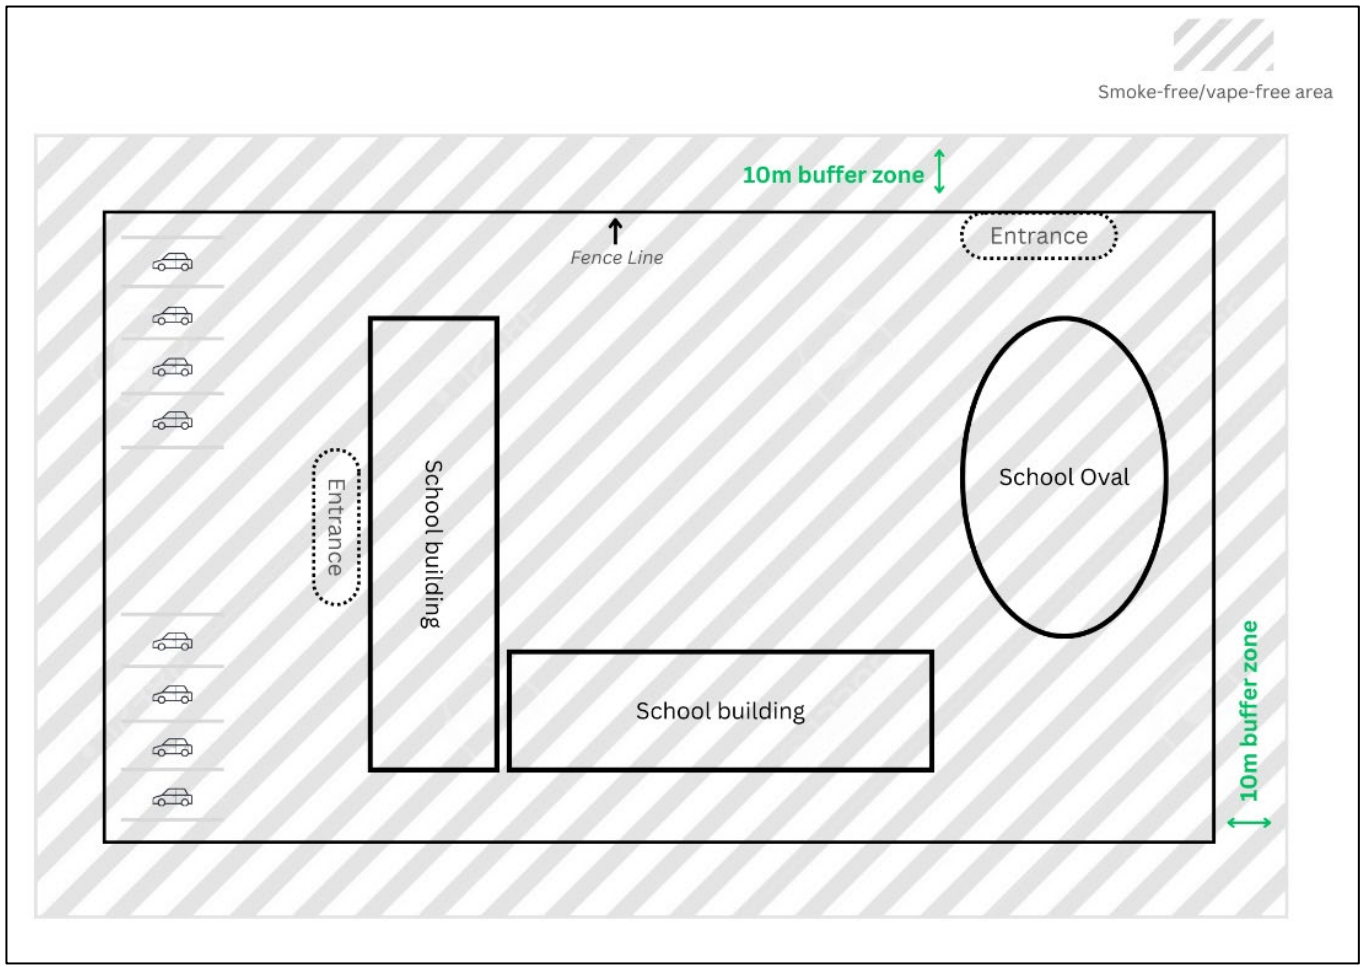 Smoke-free/vape-free area
10m buffer zone
Entrance
Fence Line
School building
Entrance
School Oval
School building
10m buffer zone